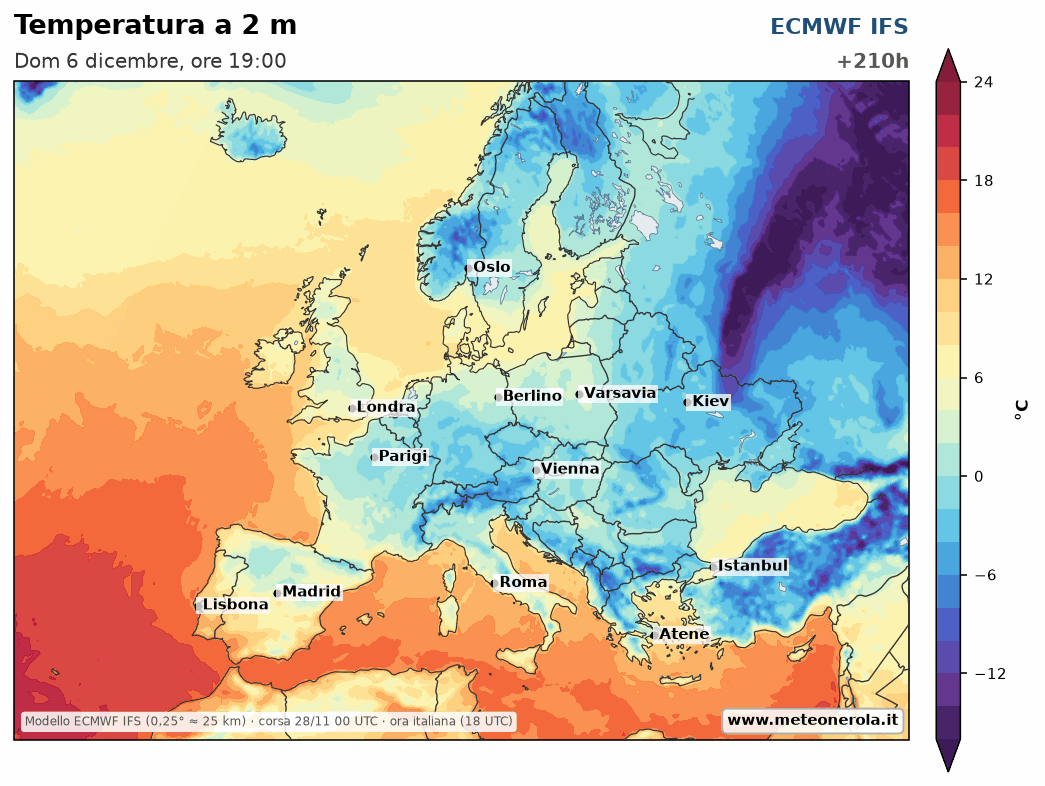 Temperatura a 2 m
ECMWF IFS
Dom 6 dicembre, ore 19:00
+210h
24
18
12
6
0
−6
−12
°C
Oslo
Berlino
Varsavia
Kiev
Londra
Parigi
Vienna
Istanbul
Roma
Madrid
Lisbona
Atene
Modello ECMWF IFS (0,25° ≈ 25 km) · corsa 28/11 00 UTC · ora italiana (18 UTC)
www.meteonerola.it